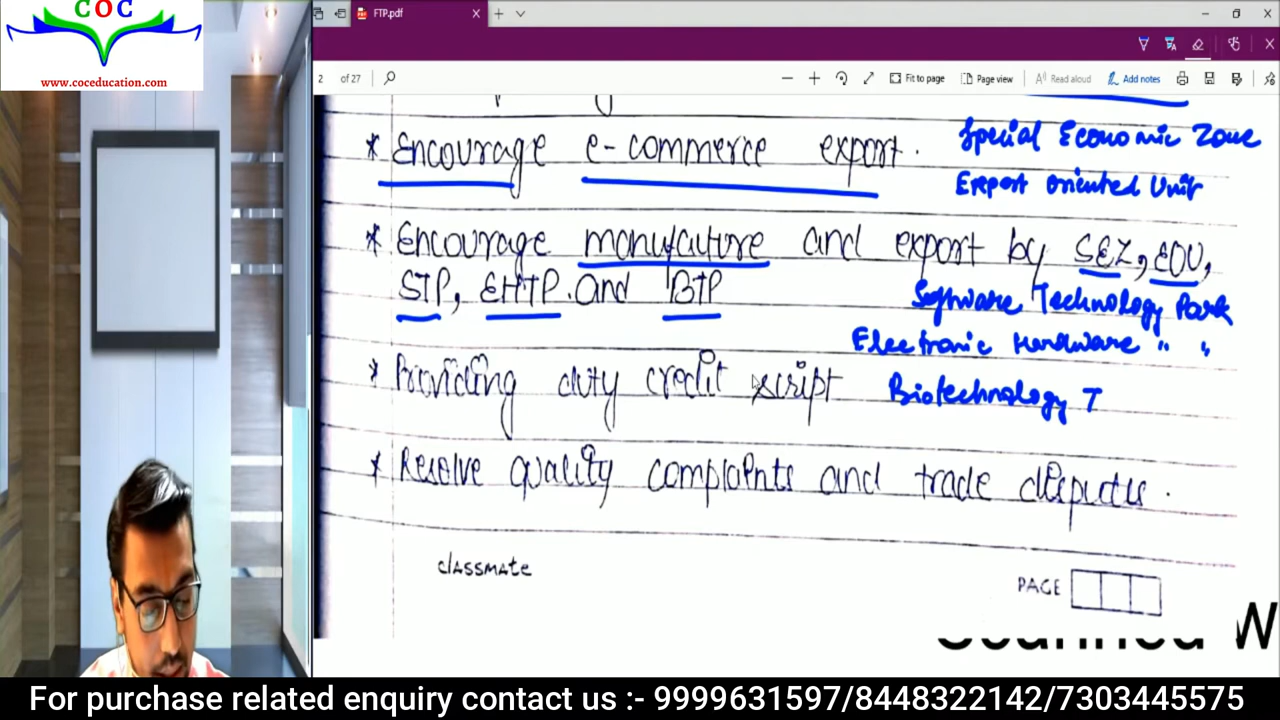 COC
www.coceducation.com
FTP.pdf
2 of 27
Fit to page
Page view
Read aloud
Add notes
* Encourage e-commerce export.
Special Economic Zone
Export oriented Unit
* Encourage manufacture and export by SEZ, EOU,
STP, EHTP. and BTP
Software Technology Park
Electronic Hardware " "
* Providing duty credit script
Biotechnology T
* Resolve quality complaints and trade disputes.
classmate
PAGE
For purchase related enquiry contact us :- 9999631597/8448322142/7303445575